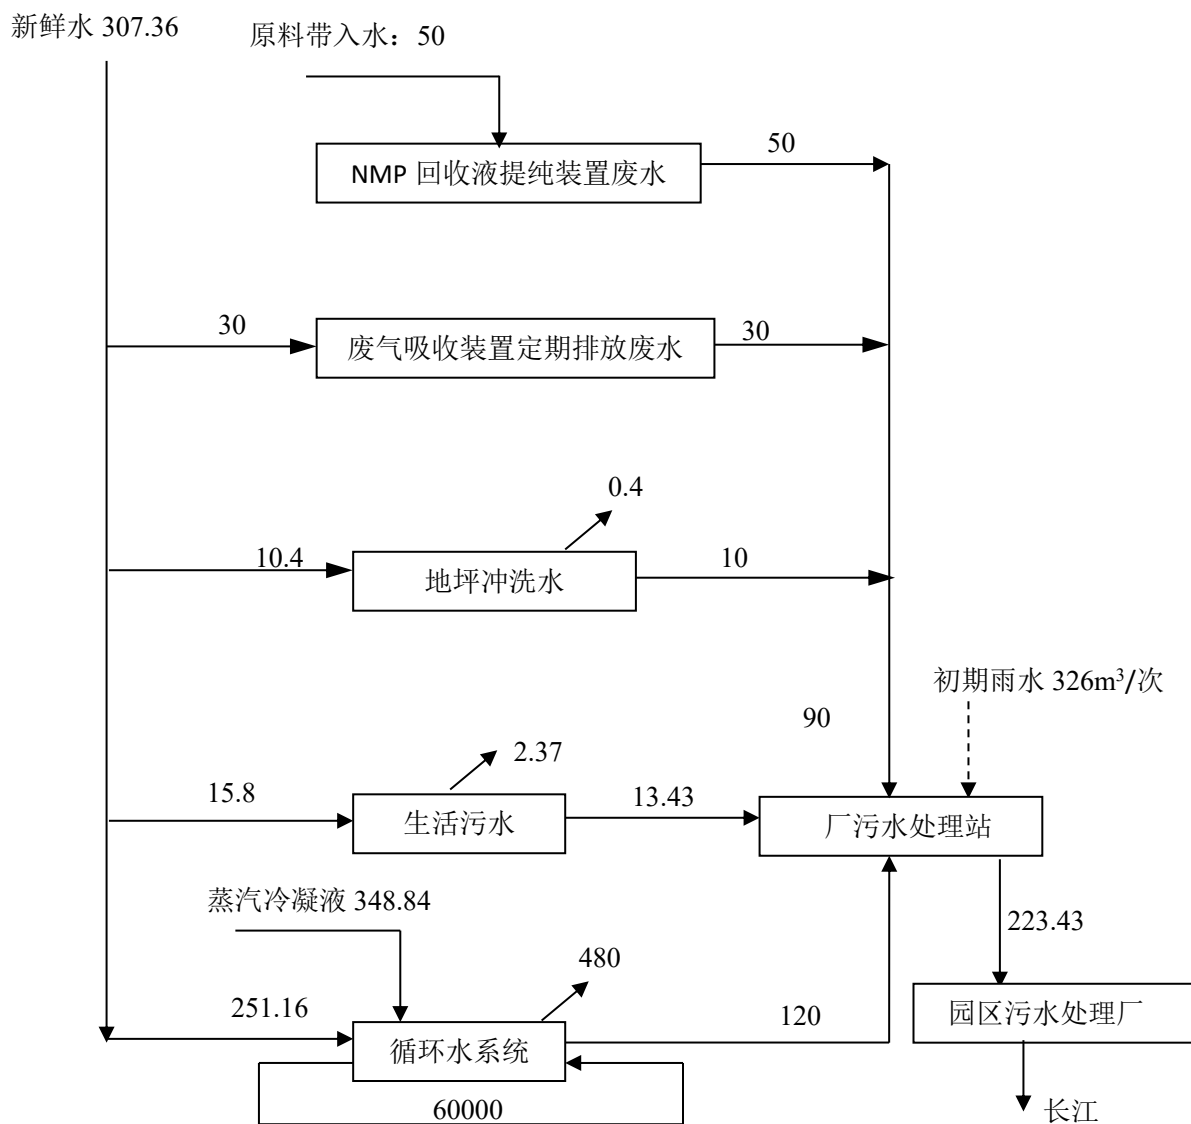 新鲜水 307.36
原料带入水：50
50
NMP 回收液提纯装置废水
30
废气吸收装置定期排放废水
30
0.4
10.4
地坪冲洗水
10
初期雨水 326m³/次
90
2.37
15.8
生活污水
13.43
厂污水处理站
蒸汽冷凝液 348.84
223.43
480
251.16
循环水系统
120
园区污水处理厂
60000
长江